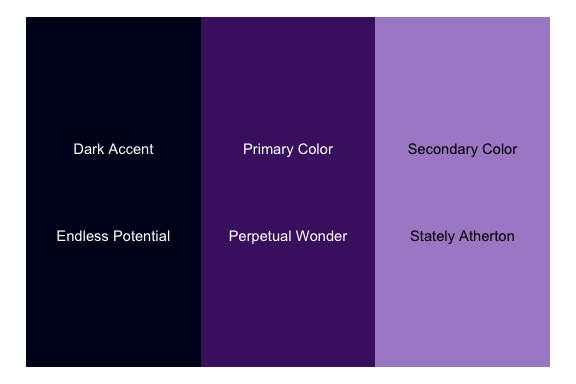 Dark Accent
Primary Color
Secondary Color
Endless Potential
Perpetual Wonder
Stately Atherton